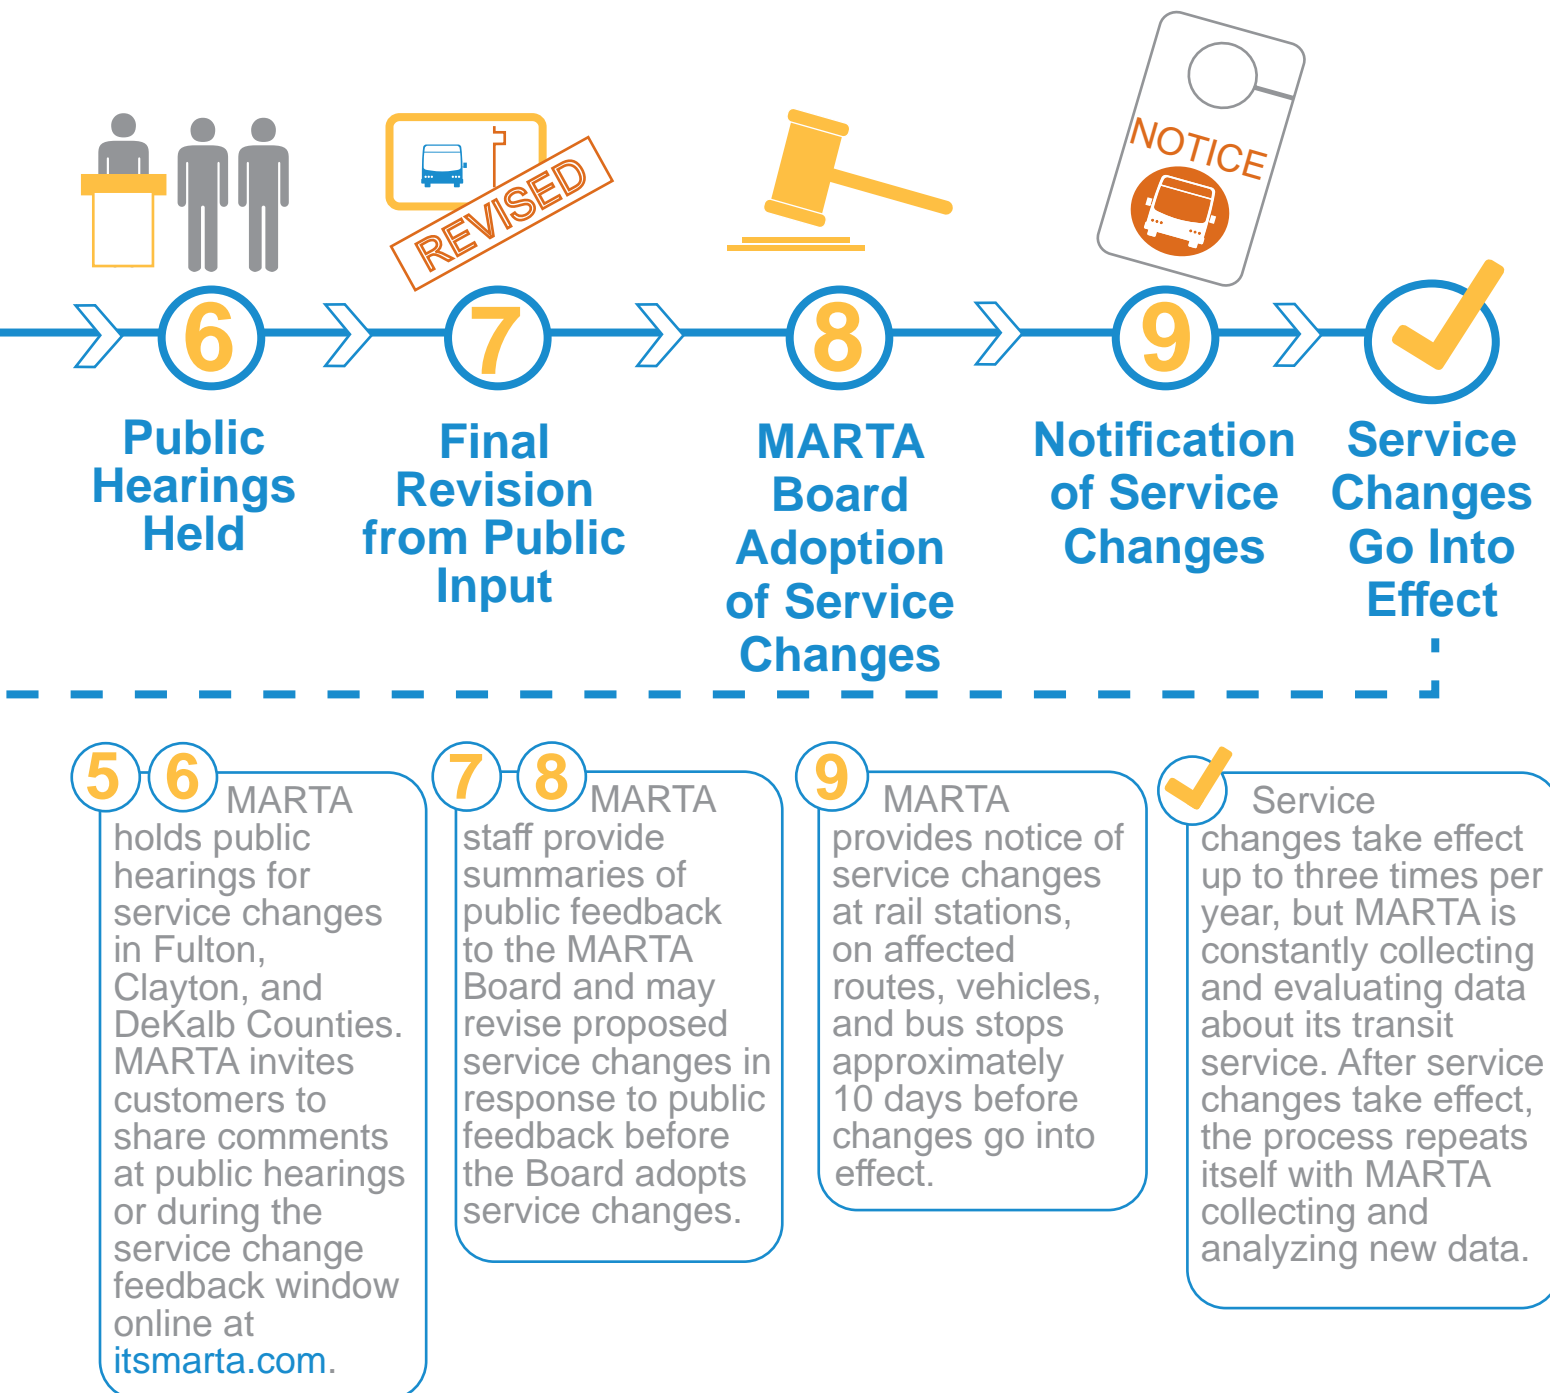 NOTICE
REVISED
6
7
8
9
Public
Hearings
Held
Final
Revision
from Public
Input
MARTA
Board
Adoption
of Service
Changes
Notification
of Service
Changes
Service
Changes
Go Into
Effect
5 6 MARTA
holds public
hearings for
service changes
in Fulton,
Clayton, and
DeKalb Counties.
MARTA invites
customers to
share comments
at public hearings
or during the
service change
feedback window
online at
itsmarta.com.
7 8 MARTA
staff provide
summaries of
public feedback
to the MARTA
Board and may
revise proposed
service changes in
response to public
feedback before
the Board adopts
service changes.
9 MARTA
provides notice of
service changes
at rail stations,
on affected
routes, vehicles,
and bus stops
approximately
10 days before
changes go into
effect.
Service
changes take effect
up to three times per
year, but MARTA is
constantly collecting
and evaluating data
about its transit
service. After service
changes take effect,
the process repeats
itself with MARTA
collecting and
analyzing new data.